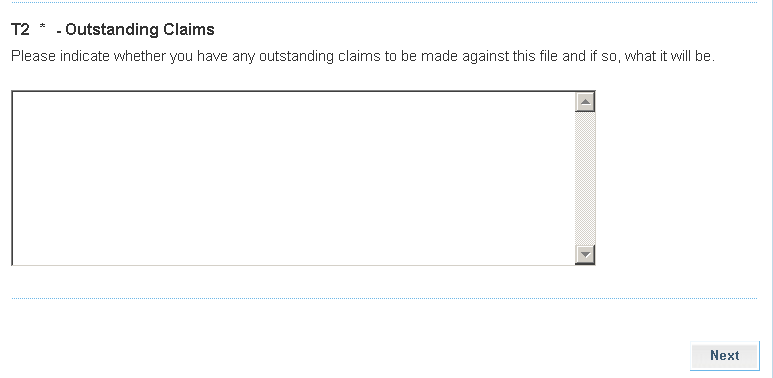 T2 * - Outstanding Claims
Please indicate whether you have any outstanding claims to be made against this file and if so, what it will be.
Next